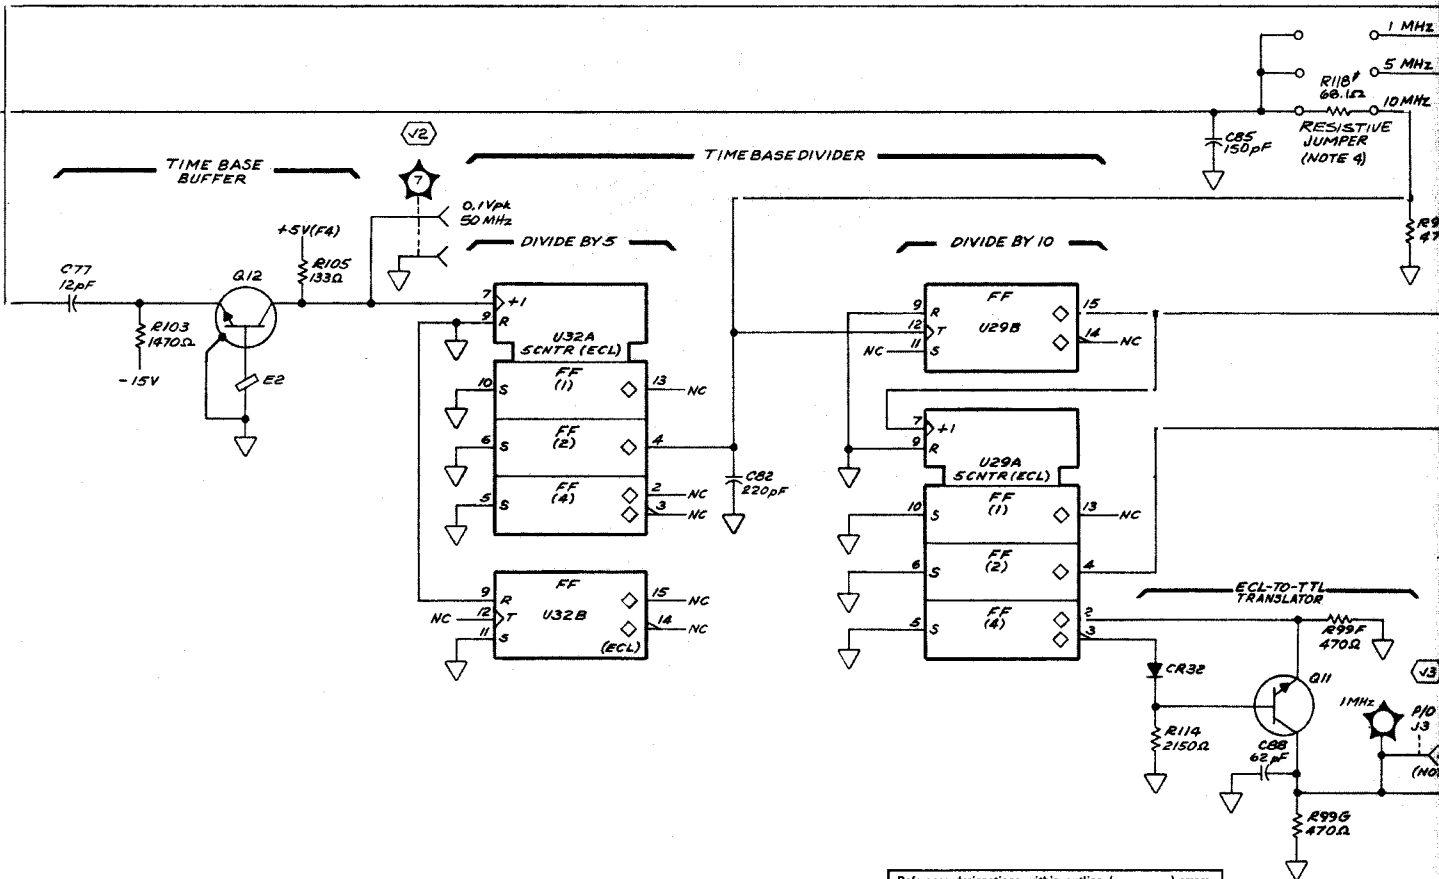 1 MHz
5 MHz
10 MHz
R118
68.1Ω
RESISTIVE
JUMPER
(NOTE 4)
C85
150pF
J2
7
TIME BASE
BUFFER
TIME BASE DIVIDER
0.1Vpk
50 MHz
+5V(F4)
R105
133Ω
DIVIDE BY 5
DIVIDE BY 10
C77
12pF
Q12
R103
1470Ω
-15V
E2
7
+1
9
R
U32A
5CNTR (ECL)
10
S
FF
(1)
13
NC
6
S
FF
(2)
4
5
S
FF
(4)
2
NC
3
NC
C82
220pF
9
R
FF
15
NC
NC
12
T
U32B
14
NC
11
S
(ECL)
9
R
FF
15
12
T
U29B
14
NC
NC
11
S
7
+1
9
R
U29A
5CNTR (ECL)
10
S
FF
(1)
13
NC
6
S
FF
(2)
4
5
S
FF
(4)
2
3
ECL-TO-TTL
TRANSLATOR
R99F
470Ω
CR32
Q11
J3
1MHz
P/O
J3
R114
2150Ω
C88
62pF
R99G
470Ω